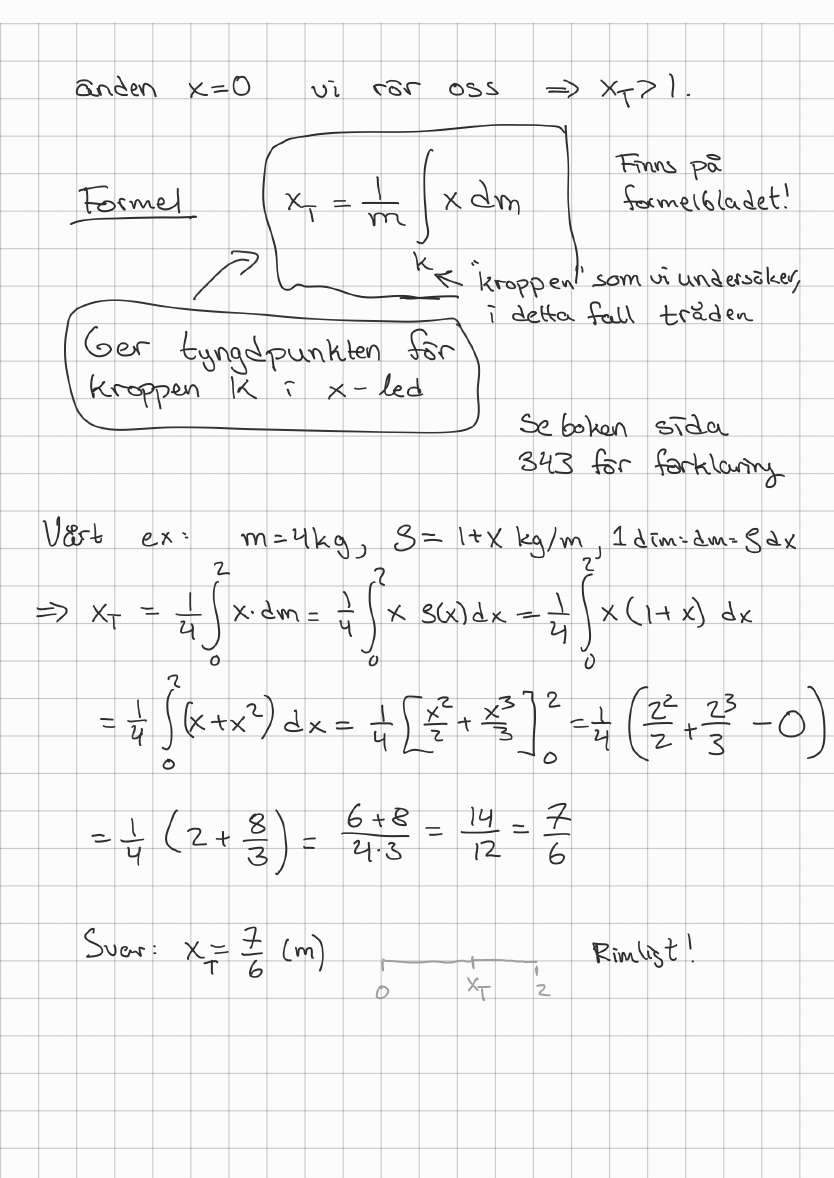 änden x=0 vi rör oss ⇒ x_T > 1.
Finns på
formelbladet!
Formel x_T = 1/m ∫_K x dm
"kroppen" som vi undersöker,
i detta fall tråden
Ger tyngdpunkten för
kroppen K i x-led
Se boken sida
343 för förklaring
Vårt ex: m=4kg, ρ = 1+x kg/m, 1 dim: dm = ρdx
⇒ x_T = 1/4 ∫_0^2 x·dm = 1/4 ∫_0^2 x ρ(x)dx = 1/4 ∫_0^2 x(1+x) dx
= 1/4 ∫_0^2 (x+x²) dx = 1/4 [x²/2 + x³/3]_0^2 = 1/4 (2²/2 + 2³/3 − 0)
= 1/4 (2 + 8/3) = (6+8)/(4·3) = 14/12 = 7/6
Svar: x_T = 7/6 (m) Rimligt!
0 x_T 2